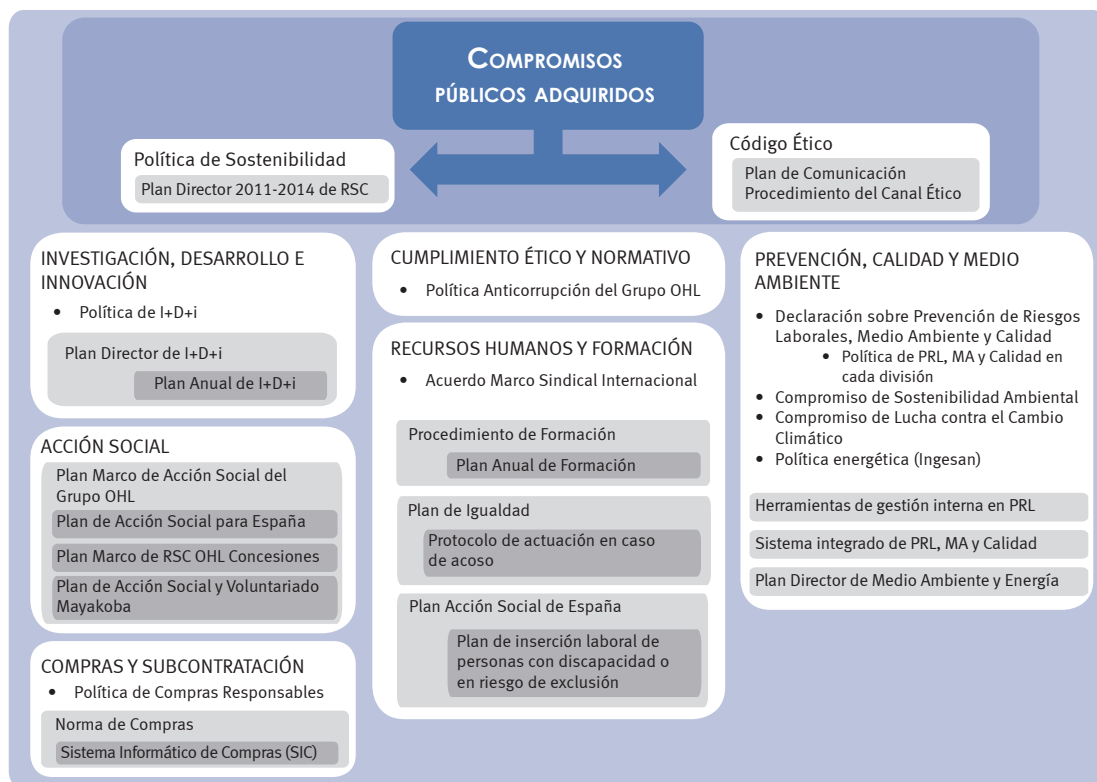 COMPROMISOS
PÚBLICOS ADQUIRIDOS
Política de Sostenibilidad
Plan Director 2011-2014 de RSC
Código Ético
Plan de Comunicación
Procedimiento del Canal Ético
INVESTIGACIÓN, DESARROLLO E
INNOVACIÓN
• Política de I+D+i
Plan Director de I+D+i
Plan Anual de I+D+i
ACCIÓN SOCIAL
Plan Marco de Acción Social del
Grupo OHL
Plan de Acción Social para España
Plan Marco de RSC OHL Concesiones
Plan de Acción Social y Voluntariado
Mayakoba
COMPRAS Y SUBCONTRATACIÓN
• Política de Compras Responsables
Norma de Compras
Sistema Informático de Compras (SIC)
CUMPLIMIENTO ÉTICO Y NORMATIVO
• Política Anticorrupción del Grupo OHL
RECURSOS HUMANOS Y FORMACIÓN
• Acuerdo Marco Sindical Internacional
Procedimiento de Formación
Plan Anual de Formación
Plan de Igualdad
Protocolo de actuación en caso
de acoso
Plan Acción Social de España
Plan de inserción laboral de
personas con discapacidad o
en riesgo de exclusión
PREVENCIÓN, CALIDAD Y MEDIO
AMBIENTE
• Declaración sobre Prevención de Riesgos
Laborales, Medio Ambiente y Calidad
• Política de PRL, MA y Calidad en
cada división
• Compromiso de Sostenibilidad Ambiental
• Compromiso de Lucha contra el Cambio
Climático
• Política energética (Ingesan)
Herramientas de gestión interna en PRL
Sistema integrado de PRL, MA y Calidad
Plan Director de Medio Ambiente y Energía